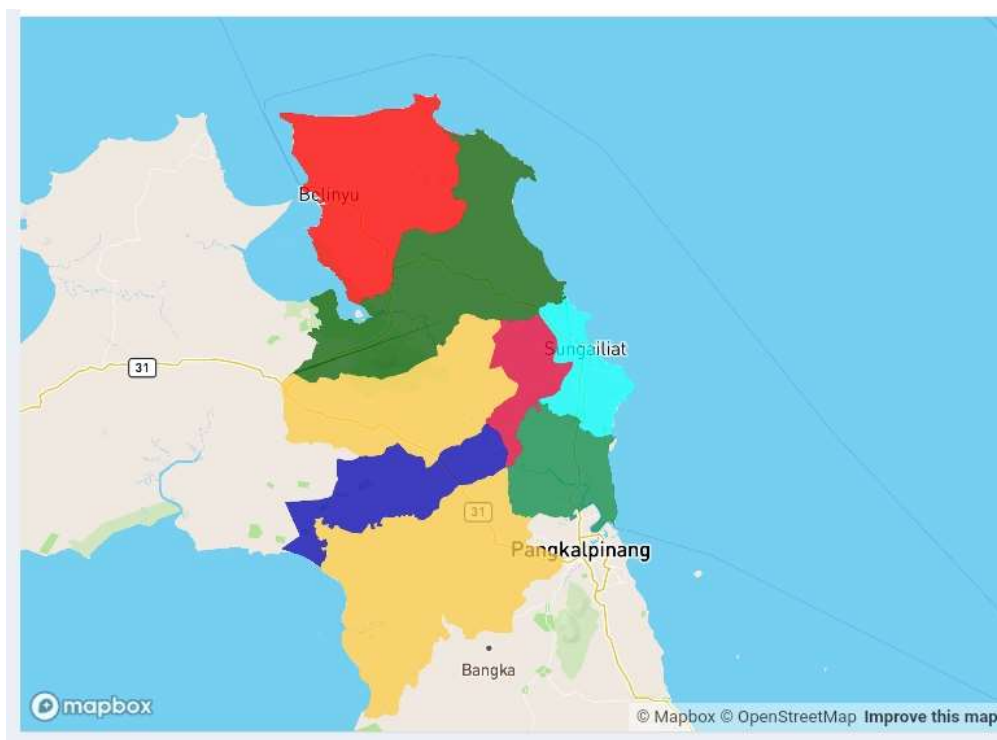 Belinyu
Sungailiat
31
31
Pangkalpinang
Bangka
mapbox
© Mapbox © OpenStreetMap Improve this map